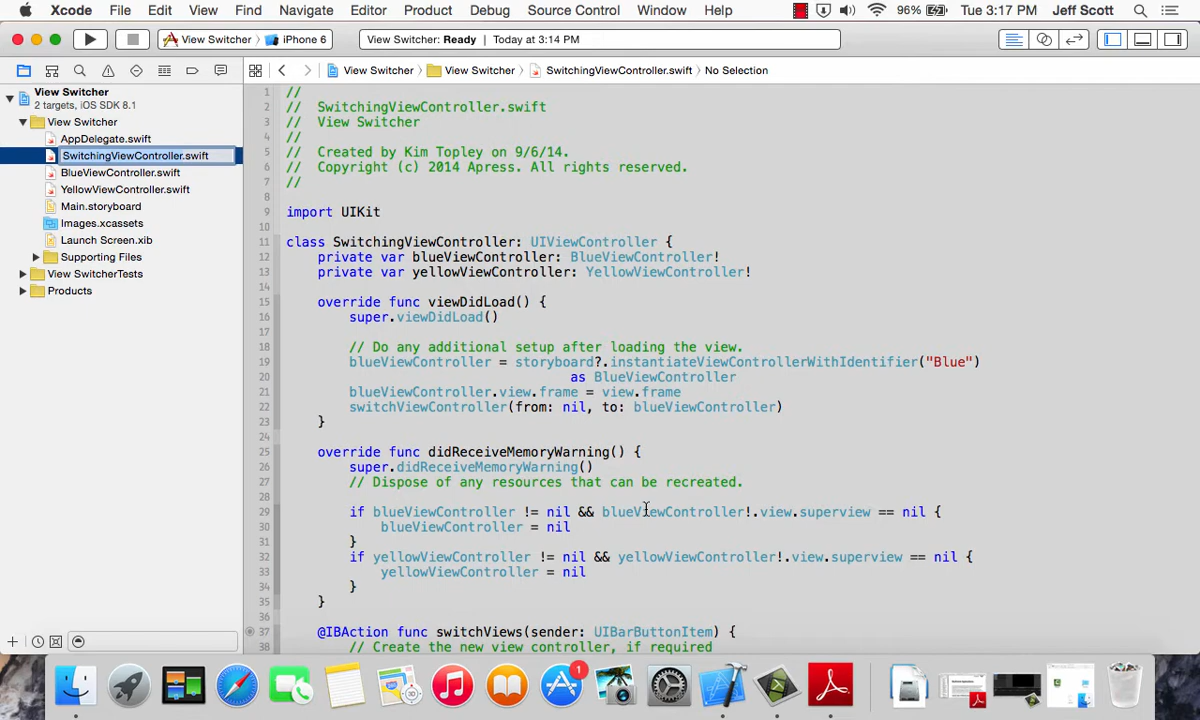 Xcode File Edit View Find Navigate Editor Product Debug Source Control Window Help 96% Tue 3:17 PM Jeff Scott
View Switcher iPhone 6 View Switcher: Ready | Today at 3:14 PM
View Switcher View Switcher SwitchingViewController.swift No Selection
View Switcher
2 targets, iOS SDK 8.1
View Switcher
AppDelegate.swift
SwitchingViewController.swift
BlueViewController.swift
YellowViewController.swift
Main.storyboard
Images.xcassets
Launch Screen.xib
Supporting Files
View SwitcherTests
Products
1 //
2 // SwitchingViewController.swift
3 // View Switcher
4 //
5 // Created by Kim Topley on 9/6/14.
6 // Copyright (c) 2014 Apress. All rights reserved.
7 //
8
9 import UIKit
10
11 class SwitchingViewController: UIViewController {
12 private var blueViewController: BlueViewController!
13 private var yellowViewController: YellowViewController!
14
15 override func viewDidLoad() {
16 super.viewDidLoad()
17
18 // Do any additional setup after loading the view.
19 blueViewController = storyboard?.instantiateViewControllerWithIdentifier("Blue")
20 as BlueViewController
21 blueViewController.view.frame = view.frame
22 switchViewController(from: nil, to: blueViewController)
23 }
24
25 override func didReceiveMemoryWarning() {
26 super.didReceiveMemoryWarning()
27 // Dispose of any resources that can be recreated.
28
29 if blueViewController != nil && blueViewController!.view.superview == nil {
30 blueViewController = nil
31 }
32 if yellowViewController != nil && yellowViewController!.view.superview == nil {
33 yellowViewController = nil
34 }
35 }
36
37 @IBAction func switchViews(sender: UIBarButtonItem) {
38 // Create the new view controller, if required
1